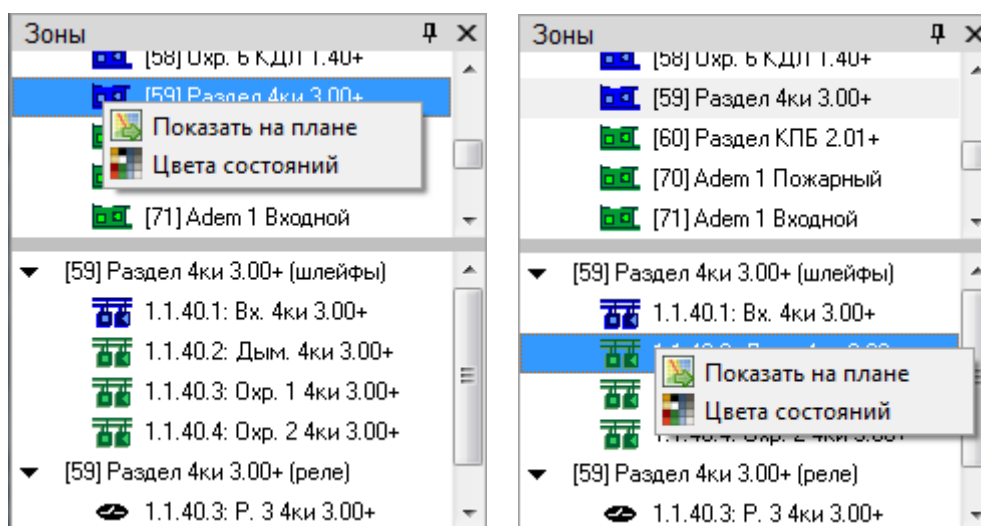 Зоны
[58] Охр. 6 КДЛ 1.40+
[59] Раздел 4ки 3.00+
Показать на плане
Цвета состояний
[71] Adem 1 Входной
[59] Раздел 4ки 3.00+ (шлейфы)
1.1.40.1: Вх. 4ки 3.00+
1.1.40.2: Дым. 4ки 3.00+
1.1.40.3: Охр. 1 4ки 3.00+
1.1.40.4: Охр. 2 4ки 3.00+
[59] Раздел 4ки 3.00+ (реле)
1.1.40.3: Р. 3 4ки 3.00+
Зоны
[58] Охр. 6 КДЛ 1.40+
[59] Раздел 4ки 3.00+
[60] Раздел КПБ 2.01+
[70] Adem 1 Пожарный
[71] Adem 1 Входной
[59] Раздел 4ки 3.00+ (шлейфы)
1.1.40.1: Вх. 4ки 3.00+
Показать на плане
Цвета состояний
[59] Раздел 4ки 3.00+ (реле)
1.1.40.3: Р. 3 4ки 3.00+